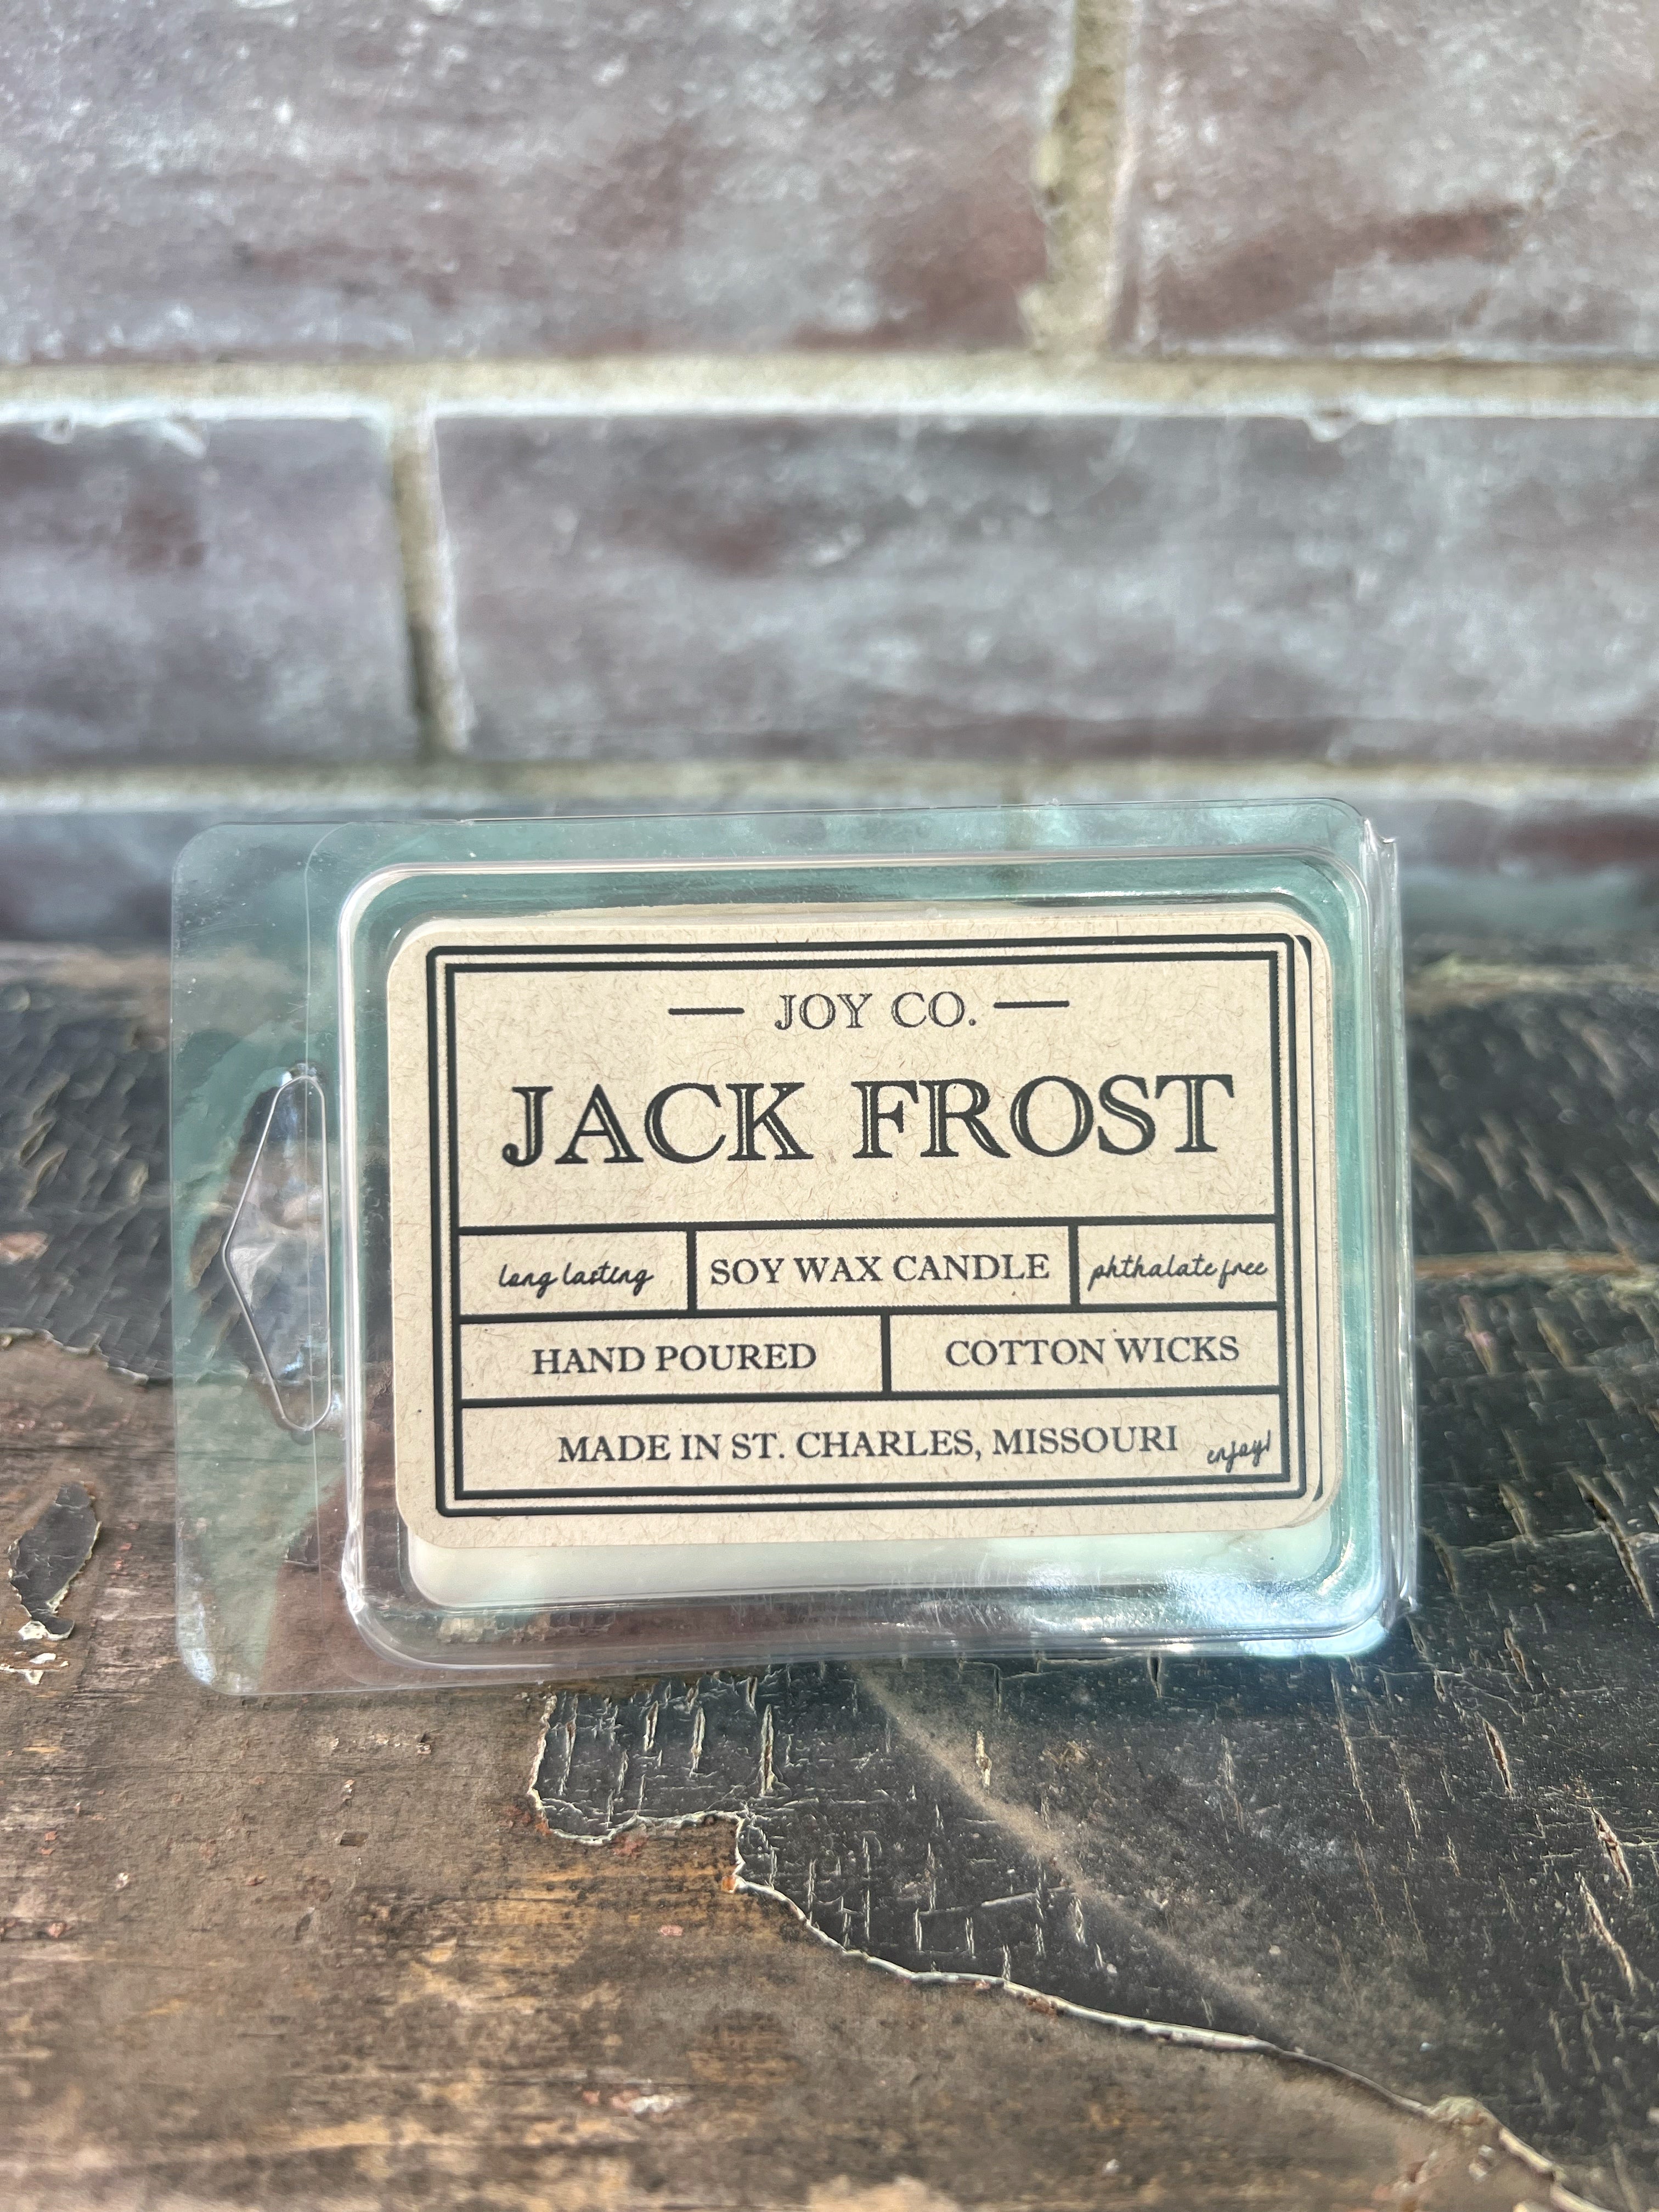 JOY CO.
JACK FROST
long lasting SOY WAX CANDLE phthalate free
HAND POURED COTTON WICKS
MADE IN ST. CHARLES, MISSOURI enjoy!